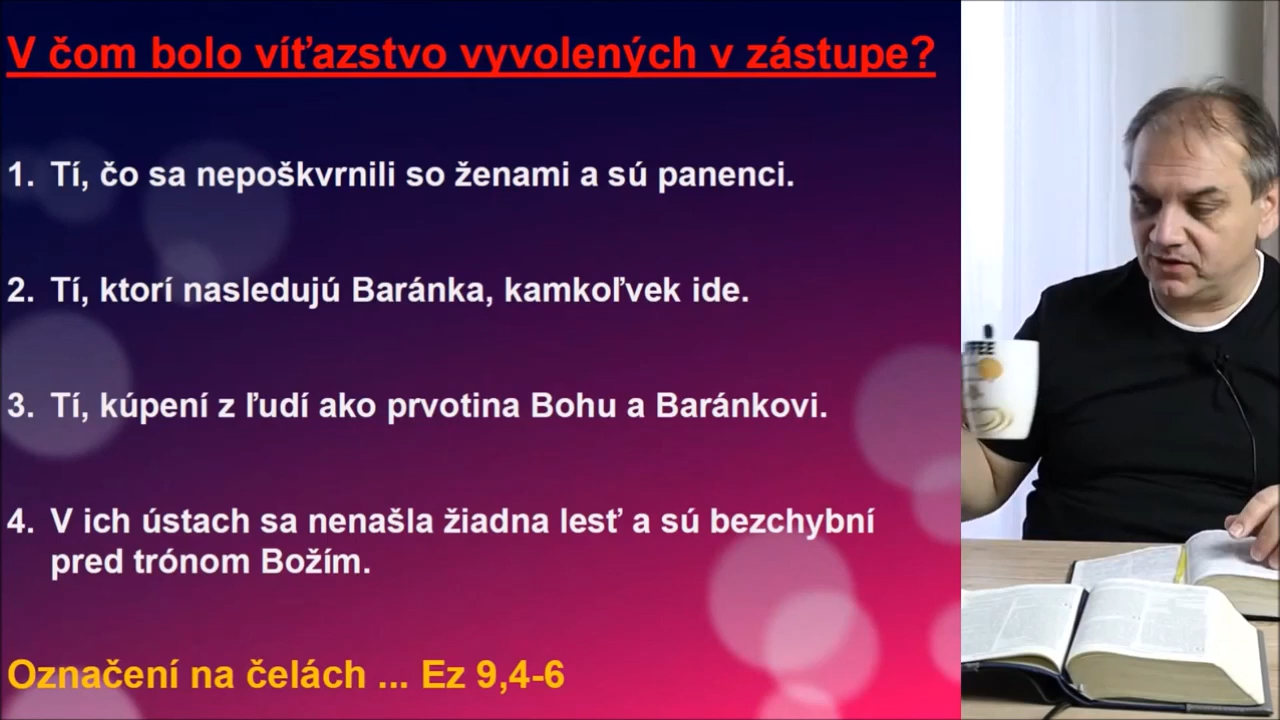 V čom bolo víťazstvo vyvolených v zástupe?
1. Tí, čo sa nepoškvrnili so ženami a sú panenci.
2. Tí, ktorí nasledujú Baránka, kamkoľvek ide.
3. Tí, kúpení z ľudí ako prvotina Bohu a Baránkovi.
4. V ich ústach sa nenašla žiadna lesť a sú bezchybní
pred trónom Božím.
Označení na čelách ... Ez 9,4-6